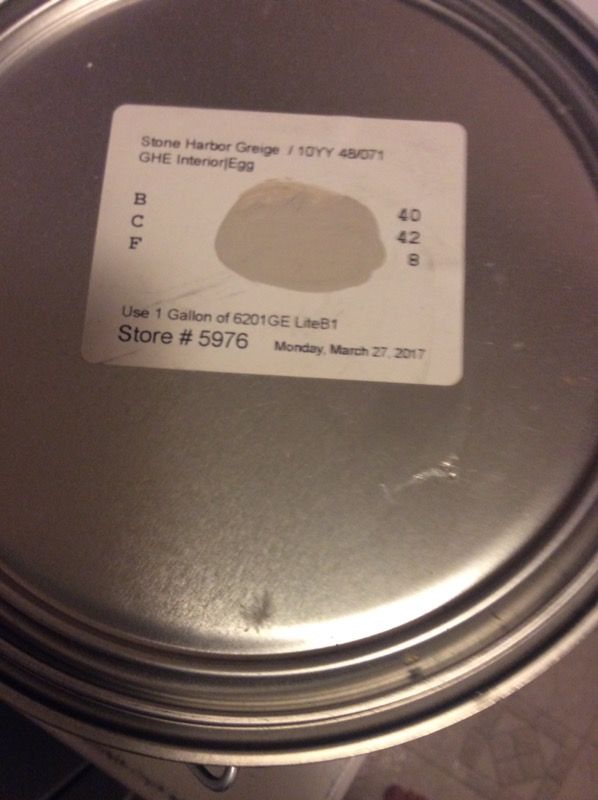 Stone Harbor Greige / 10YY 48/071
GHE Interior|Egg
B 40
C 42
F 8
Use 1 Gallon of 6201GE LiteB1
Store # 5976 Monday, March 27, 2017